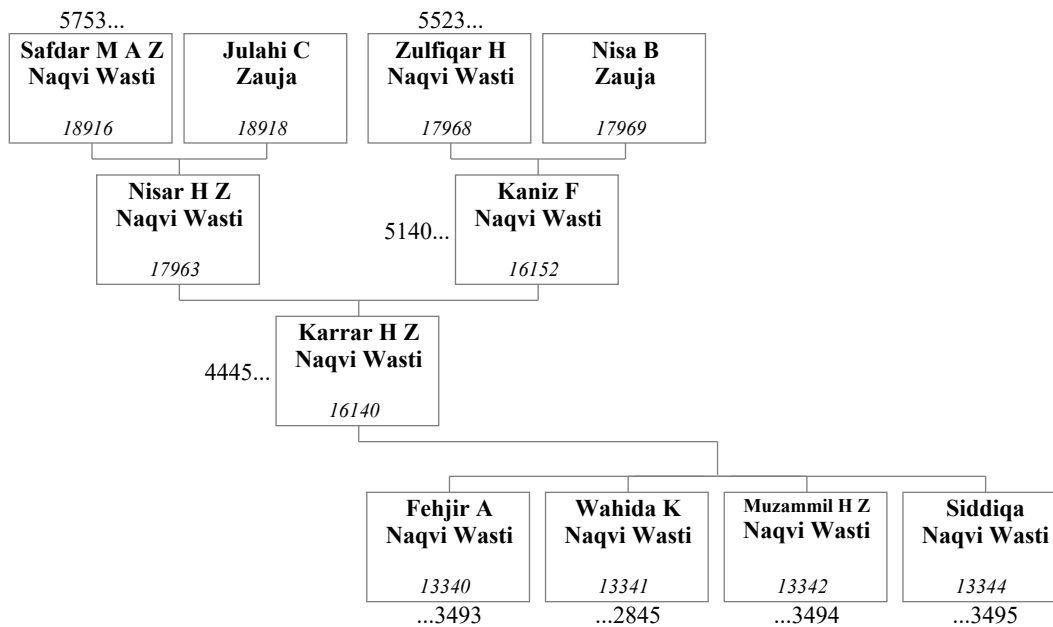 5753...
Safdar M A Z
Naqvi Wasti
18916
Julahi C
Zauja
18918
5523...
Zulfiqar H
Naqvi Wasti
17968
Nisa B
Zauja
17969
Nisar H Z
Naqvi Wasti
17963
5140...
Kaniz F
Naqvi Wasti
16152
4445...
Karrar H Z
Naqvi Wasti
16140
Fehjir A
Naqvi Wasti
13340
...3493
Wahida K
Naqvi Wasti
13341
...2845
Muzammil H Z
Naqvi Wasti
13342
...3494
Siddiqa
Naqvi Wasti
13344
...3495